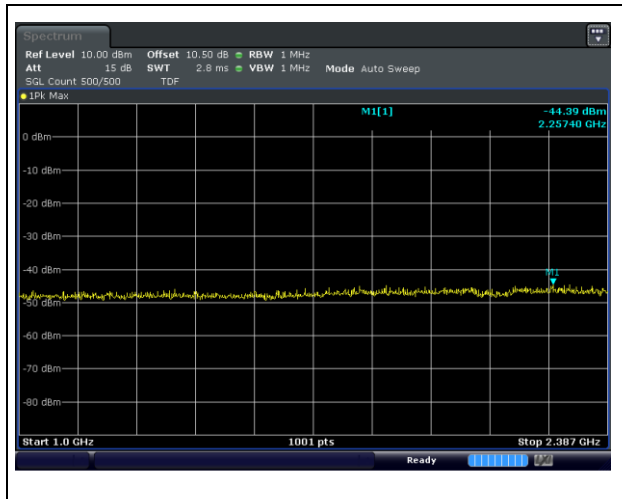 Spectrum
Ref Level 10.00 dBm Offset 10.50 dB RBW 1 MHz
Att 15 dB SWT 2.8 ms VBW 1 MHz Mode Auto Sweep
SGL Count 500/500 TDF
1Pk Max
M1[1] -44.39 dBm
2.25740 GHz
0 dBm
-10 dBm
-20 dBm
-30 dBm
-40 dBm
M1
-50 dBm
-60 dBm
-70 dBm
-80 dBm
Start 1.0 GHz 1001 pts Stop 2.387 GHz
Ready